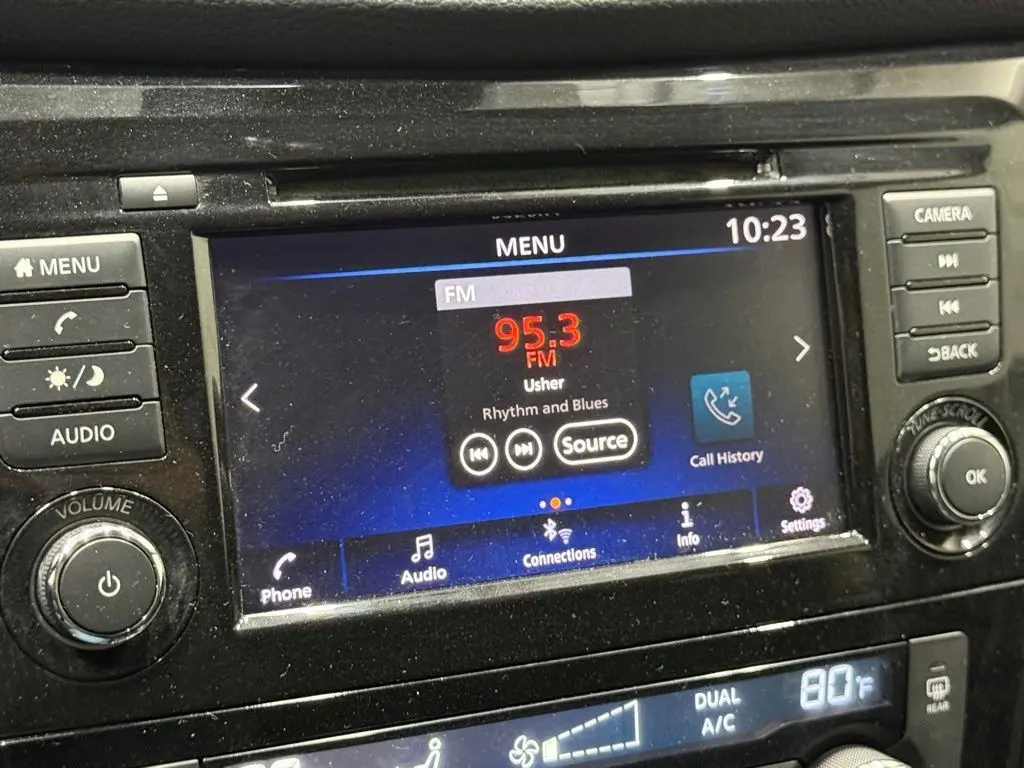 MENU
10:23
CAMERA
MENU
FM
95.3
FM
BACK
Usher
Rhythm and Blues
AUDIO
Source
TUNE·SCROLL
Call History
OK
VOLUME
Phone
Audio
Connections
Info
Settings
DUAL
A/C
80°F
REAR